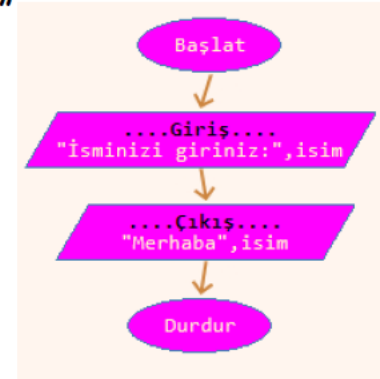 "
Başlat
....Giriş....
"İsminizi giriniz:",isim
....Çıkış....
"Merhaba",isim
Durdur